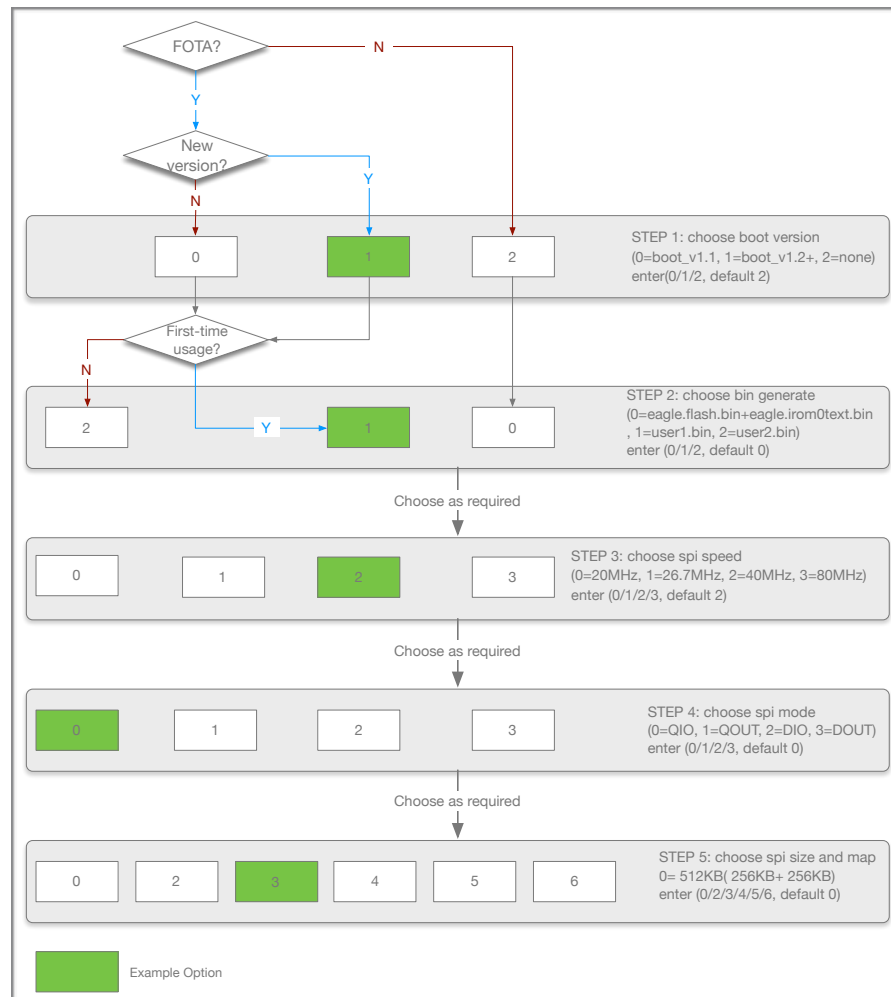 FOTA?
N
Y
New
version?
Y
N
0
1
2
STEP 1: choose boot version
(0=boot_v1.1, 1=boot_v1.2+, 2=none)
enter(0/1/2, default 2)
First-time
usage?
N
Y
2
1
0
STEP 2: choose bin generate
(0=eagle.flash.bin+eagle.irom0text.bin
, 1=user1.bin, 2=user2.bin)
enter (0/1/2, default 0)
Choose as required
0
1
2
3
STEP 3: choose spi speed
(0=20MHz, 1=26.7MHz, 2=40MHz, 3=80MHz)
enter (0/1/2/3, default 2)
Choose as required
0
1
2
3
STEP 4: choose spi mode
(0=QIO, 1=QOUT, 2=DIO, 3=DOUT)
enter (0/1/2/3, default 0)
Choose as required
0
2
3
4
5
6
STEP 5: choose spi size and map
0= 512KB( 256KB+ 256KB)
enter (0/2/3/4/5/6, default 0)
Example Option